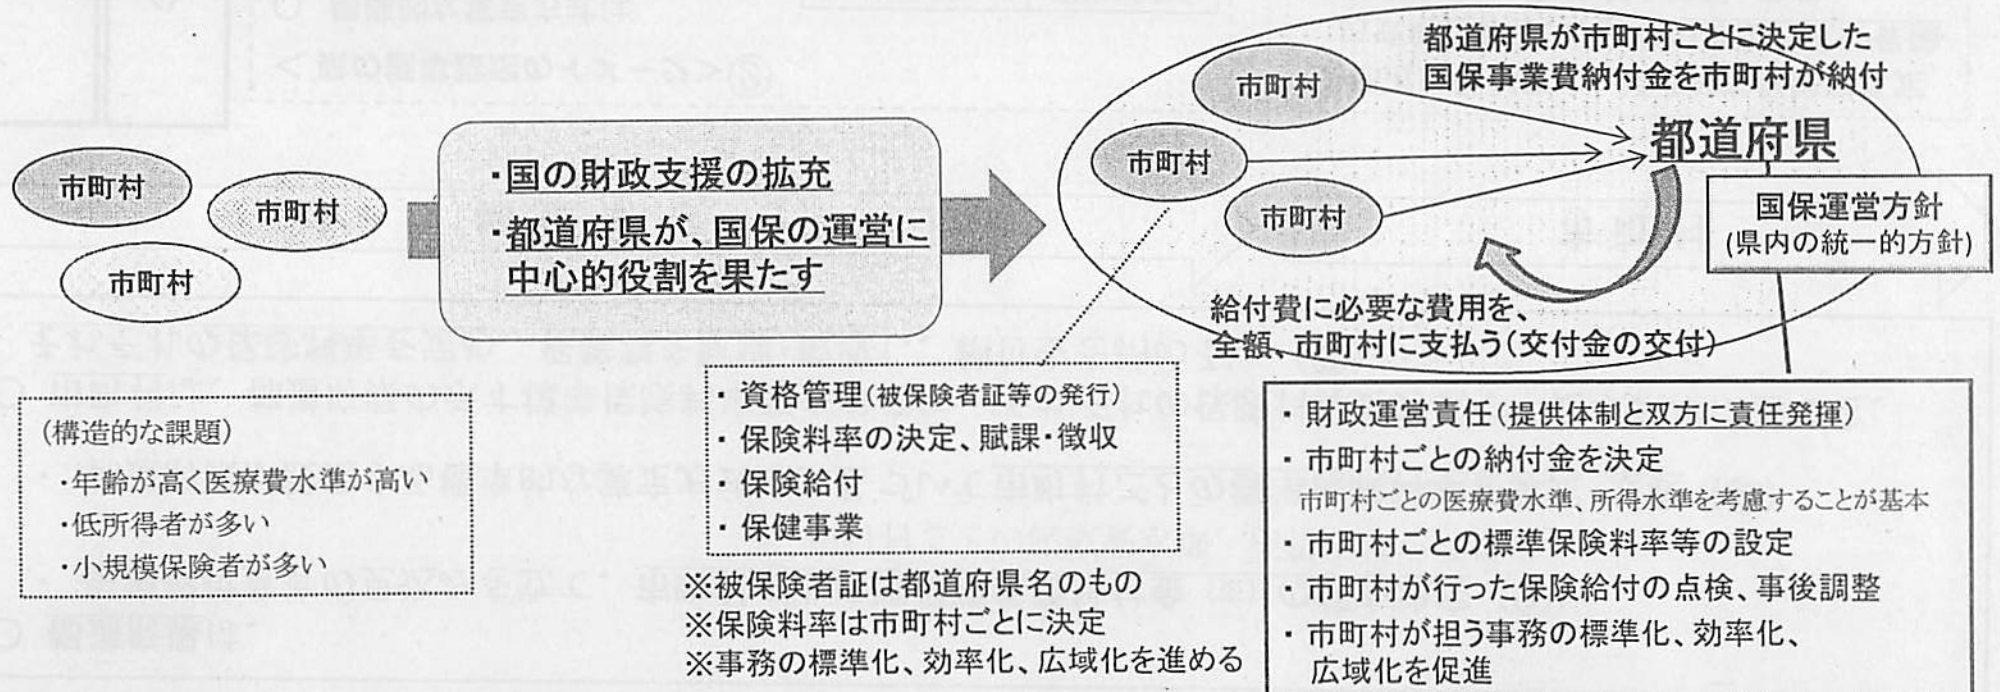 市町村
市町村
市町村
(構造的な課題)
・年齢が高く医療費水準が高い
・低所得者が多い
・小規模保険者が多い
・国の財政支援の拡充
・都道府県が、国保の運営に
中心的役割を果たす
都道府県が市町村ごとに決定した
国保事業費納付金を市町村が納付
市町村
市町村
市町村
都道府県
国保運営方針
(県内の統一的方針)
給付費に必要な費用を、
全額、市町村に支払う(交付金の交付)
・資格管理(被保険者証等の発行)
・保険料率の決定、賦課・徴収
・保険給付
・保健事業
※被保険者証は都道府県名のもの
※保険料率は市町村ごとに決定
※事務の標準化、効率化、広域化を進める
・財政運営責任(提供体制と双方に責任発揮)
・市町村ごとの納付金を決定
市町村ごとの医療費水準、所得水準を考慮することが基本
・市町村ごとの標準保険料率等の設定
・市町村が行った保険給付の点検、事後調整
・市町村が担う事務の標準化、効率化、
広域化を促進